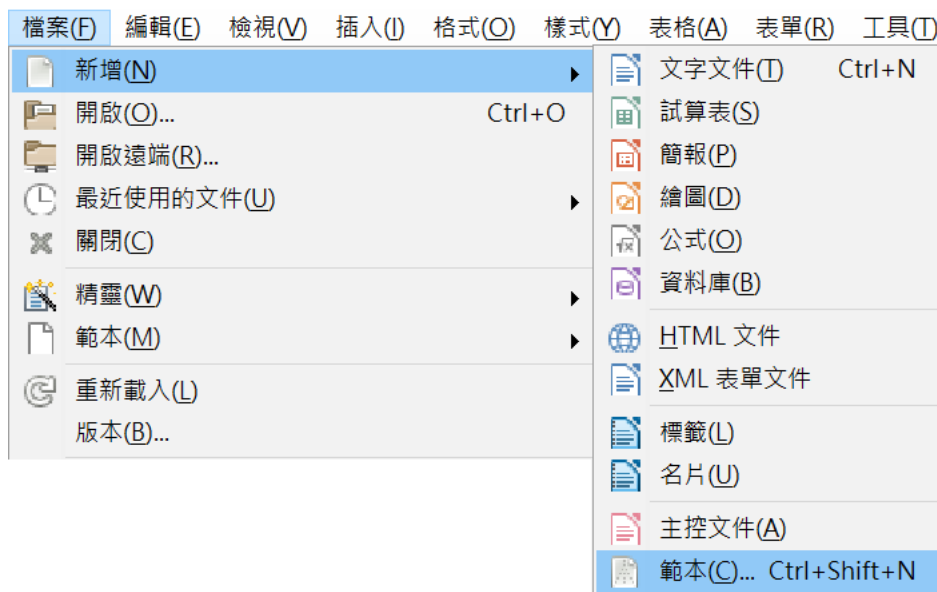 檔案(F) 編輯(E) 檢視(V) 插入(I) 格式(O) 樣式(Y) 表格(A) 表單(R) 工具(T)
新增(N)
開啟(O)... Ctrl+O
開啟遠端(R)...
最近使用的文件(U)
關閉(C)
精靈(W)
範本(M)
重新載入(L)
版本(B)...
文字文件(T) Ctrl+N
試算表(S)
簡報(P)
繪圖(D)
公式(O)
資料庫(B)
HTML 文件
XML 表單文件
標籤(L)
名片(U)
主控文件(A)
範本(C)... Ctrl+Shift+N